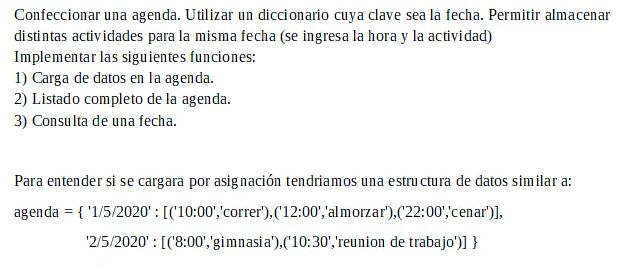 Confeccionar una agenda. Utilizar un diccionario cuya clave sea la fecha. Permitir almacenar
distintas actividades para la misma fecha (se ingresa la hora y la actividad)
Implementar las siguientes funciones:
1) Carga de datos en la agenda.
2) Listado completo de la agenda.
3) Consulta de una fecha.
Para entender si se cargara por asignación tendriamos una estructura de datos similar a:
agenda = { '1/5/2020' : [('10:00','correr'),('12:00','almorzar'),('22:00','cenar')],
'2/5/2020' : [('8:00','gimnasia'),('10:30','reunion de trabajo')] }